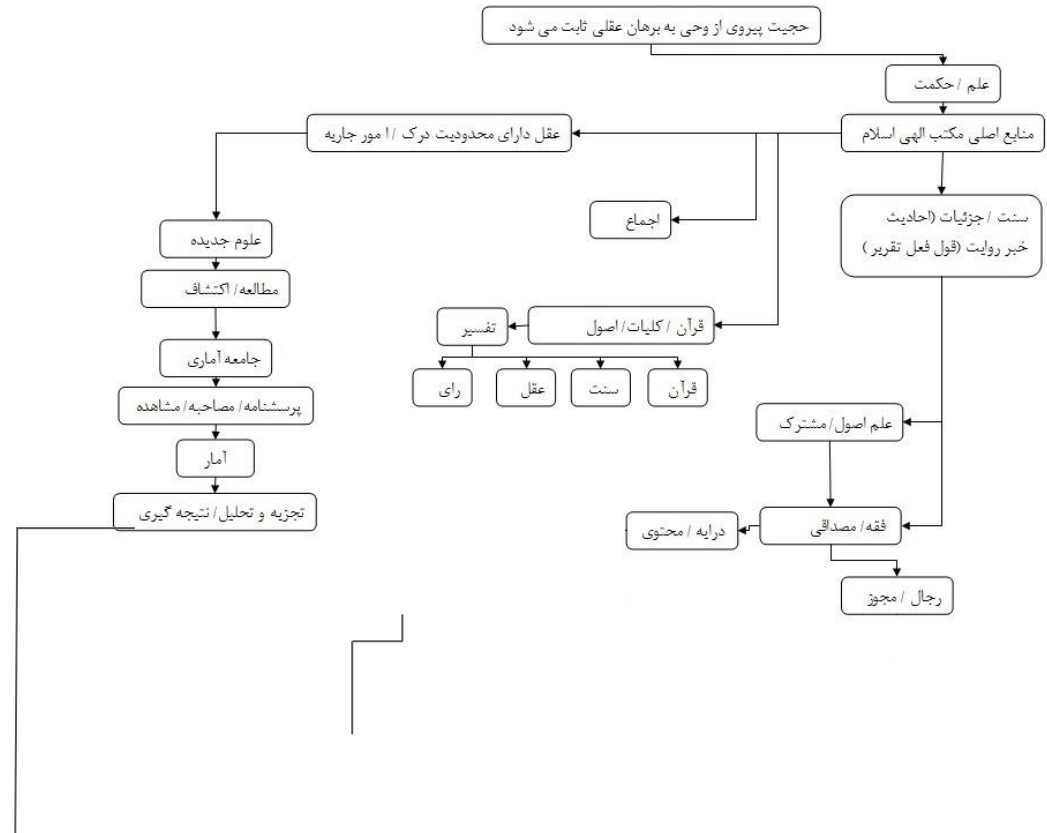 حجیت پیروی از وحی به برهان عقلی ثابت می شود
علم / حکمت
منابع اصلی مکتب الهی اسلام
عقل دارای محدودیت درک / ا مور جاریه
سنت / جزئیات (احادیث
خبر روایت (قول فعل تقریر )
اجماع
علوم جدیده
مطالعه/ اکتشاف
قرآن / کلیات/ اصول
تفسیر
جامعه آماری
قرآن
سنت
عقل
رای
پرسشنامه/ مصاحبه/ مشاهده
علم اصول/ مشترک
آمار
تجزیه و تحلیل/ نتیجه گیری
فقه/ مصداقی
درایه / محتوی
رجال / مجوز